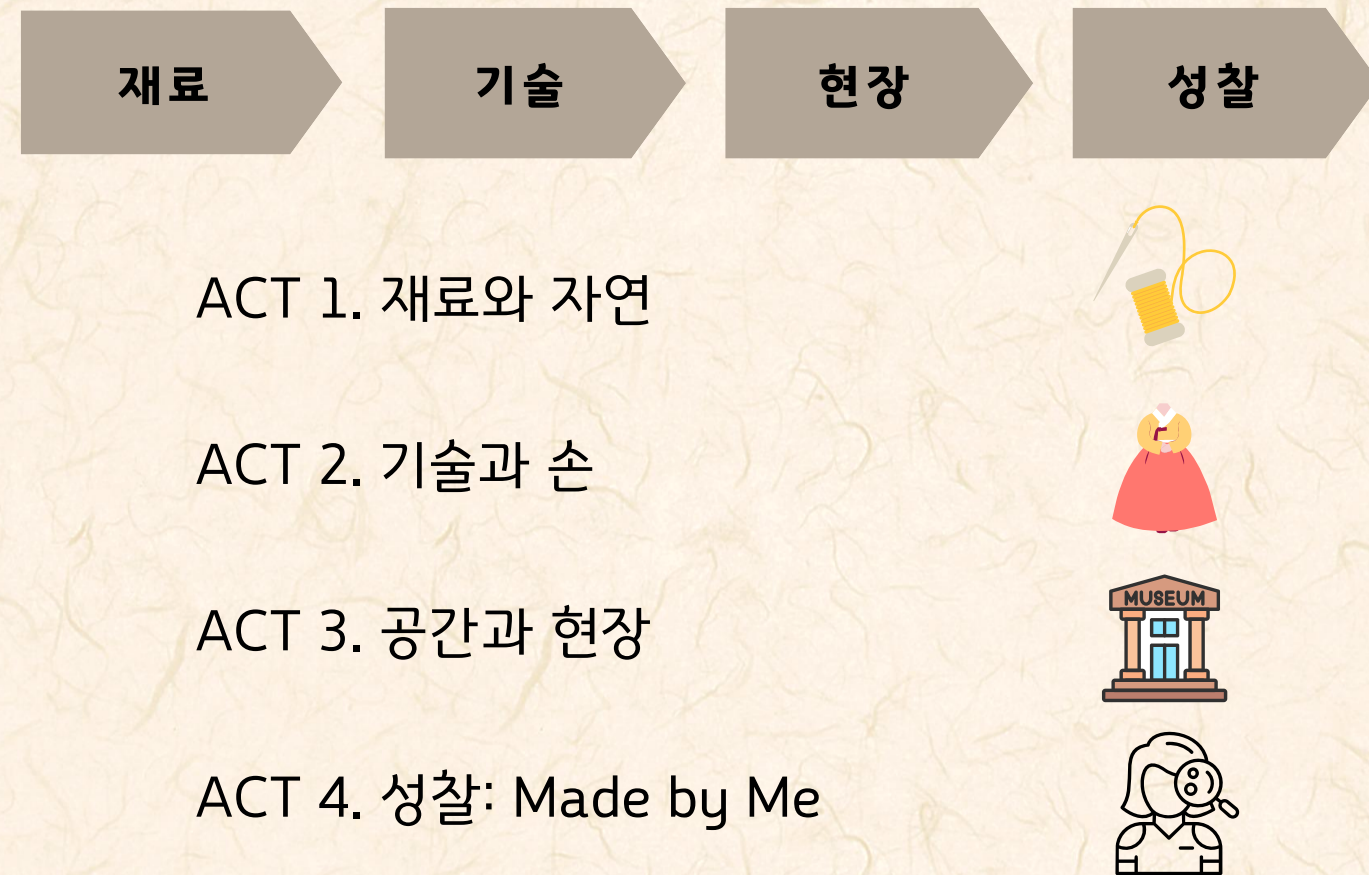 재료
기술
현장
성찰
ACT 1. 재료와 자연
ACT 2. 기술과 손
ACT 3. 공간과 현장
MUSEUM
ACT 4. 성찰: Made by Me